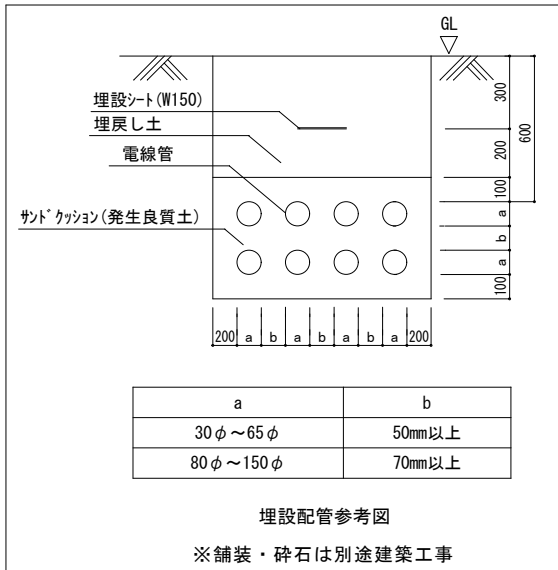 GL
埋設ｼｰﾄ(W150)
埋戻し土
電線管
ｻﾝﾄﾞｸｯｼｮﾝ(発生良質土)
300
200
600
100
a
b
a
100
200 a b a b a b a 200
a b
30φ～65φ 50mm以上
80φ～150φ 70mm以上
埋設配管参考図
※舗装・砕石は別途建築工事